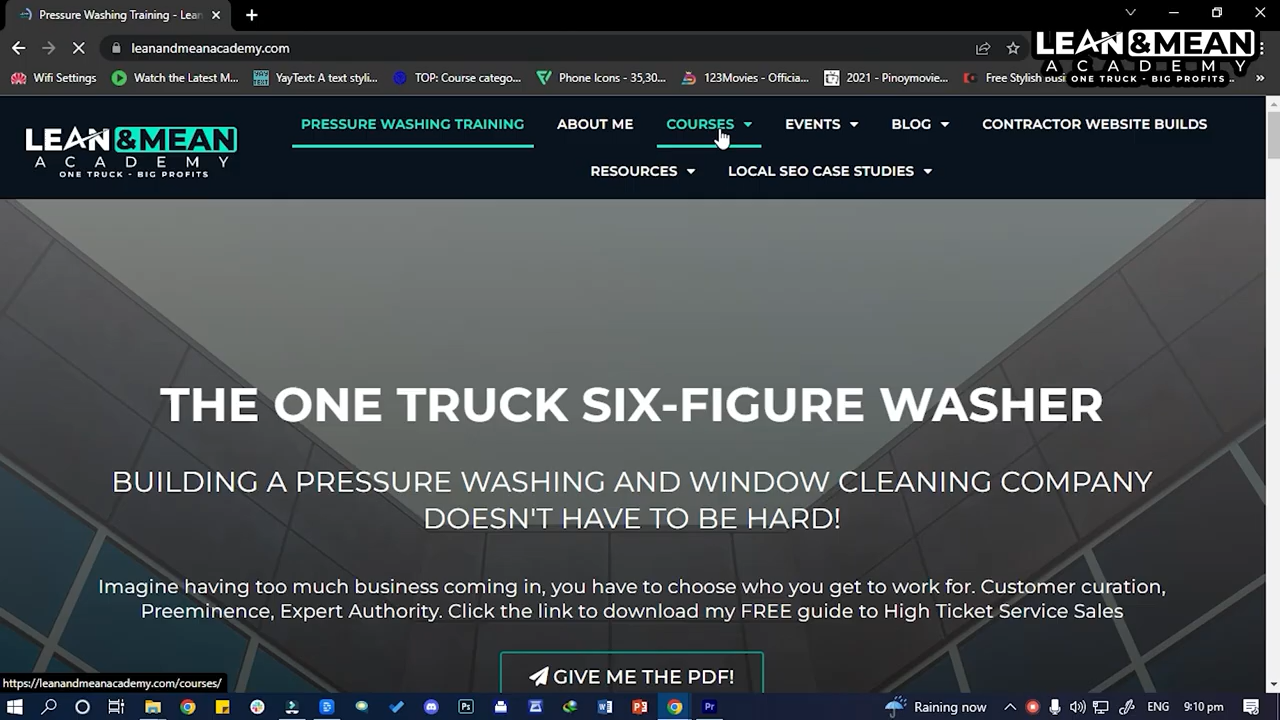 Pressure Washing Training - Lean
leanandmeanacademy.com
LEAN&MEAN
ACADEMY
ONE TRUCK - BIG PROFITS
Wifi Settings
Watch the Latest M...
YayText: A text styli...
TOP: Course catego...
Phone Icons - 35,30...
123Movies - Officia...
2021 - Pinoymovie...
Free Stylish Busi
LEAN&MEAN
ACADEMY
ONE TRUCK - BIG PROFITS
PRESSURE WASHING TRAINING
ABOUT ME
COURSES
EVENTS
BLOG
CONTRACTOR WEBSITE BUILDS
RESOURCES
LOCAL SEO CASE STUDIES
THE ONE TRUCK SIX-FIGURE WASHER
BUILDING A PRESSURE WASHING AND WINDOW CLEANING COMPANY
DOESN'T HAVE TO BE HARD!
Imagine having too much business coming in, you have to choose who you get to work for. Customer curation,
Preeminence, Expert Authority. Click the link to download my FREE guide to High Ticket Service Sales
GIVE ME THE PDF!
https://leanandmeanacademy.com/courses/
Raining now
ENG
9:10 pm